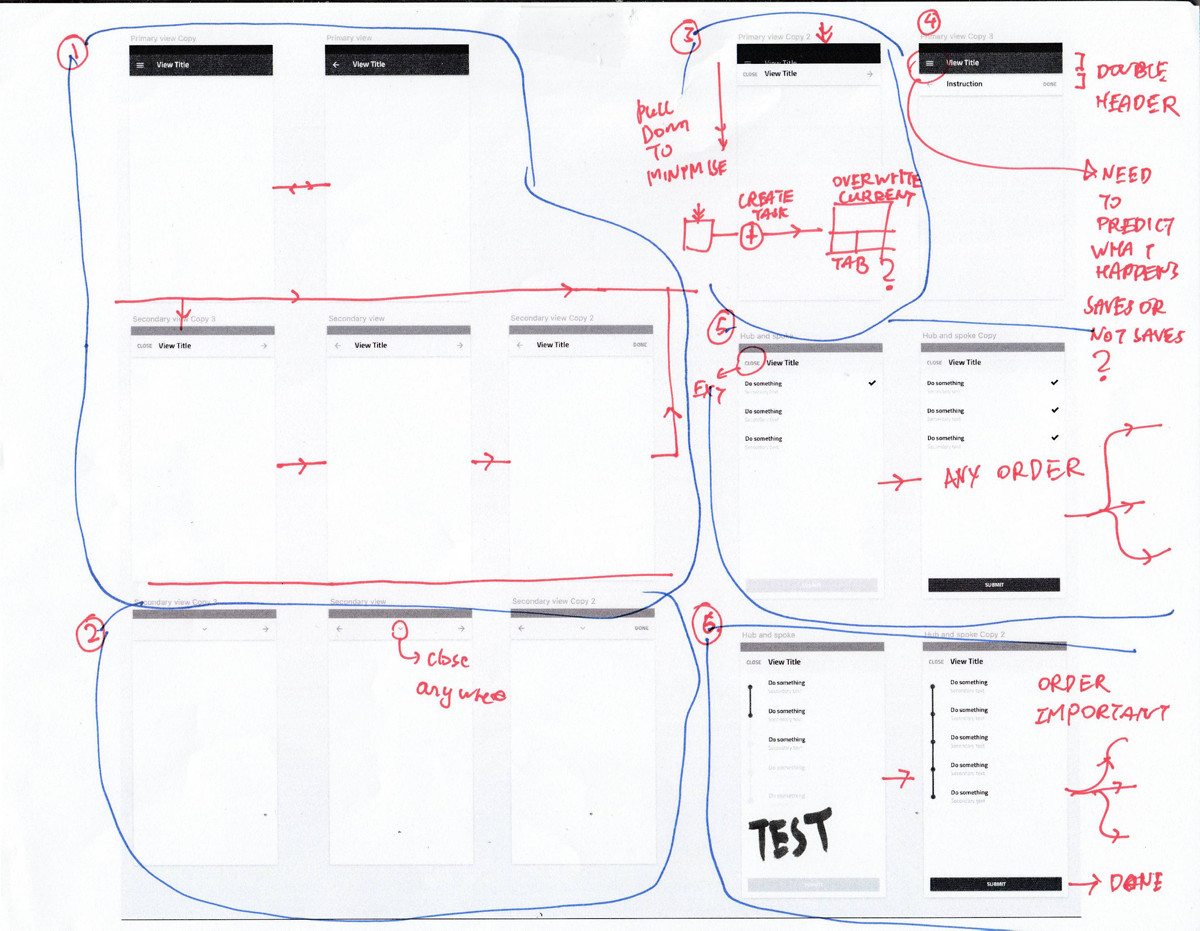 1
Primary view Copy
View Title
Primary view
View Title
Secondary view Copy 3
CLOSE View Title
Secondary view
View Title
Secondary view Copy 2
View Title DONE
2
Secondary view Copy 3
Secondary view
Secondary view Copy 2
DONE
close
anywhere
3
Primary view Copy 2
View Title
CLOSE View Title
PULL
DOWN
TO
MINIMISE
CREATE
TASK
+
OVERWRITE
CURRENT
TAB ?
4
Primary view Copy 3
View Title
Instruction DONE
DOUBLE
HEADER
NEED
TO
PREDICT
WHAT
HAPPENS
SAVES OR
NOT SAVES
?
5
Hub and spoke
CLOSE View Title
EXIT
Do something
Secondary text
Do something
Secondary text
Do something
Secondary text
SUBMIT
Hub and spoke Copy
CLOSE View Title
Do something
Secondary text
Do something
Secondary text
Do something
Secondary text
ANY ORDER
SUBMIT
6
Hub and spoke
CLOSE View Title
Do something
Secondary text
Do something
Secondary text
Do something
Secondary text
Do something
Do something
TEST
SUBMIT
Hub and spoke Copy 2
CLOSE View Title
Do something
Secondary text
Do something
Secondary text
Do something
Secondary text
Do something
Secondary text
Do something
Secondary text
ORDER
IMPORTANT
SUBMIT
DONE